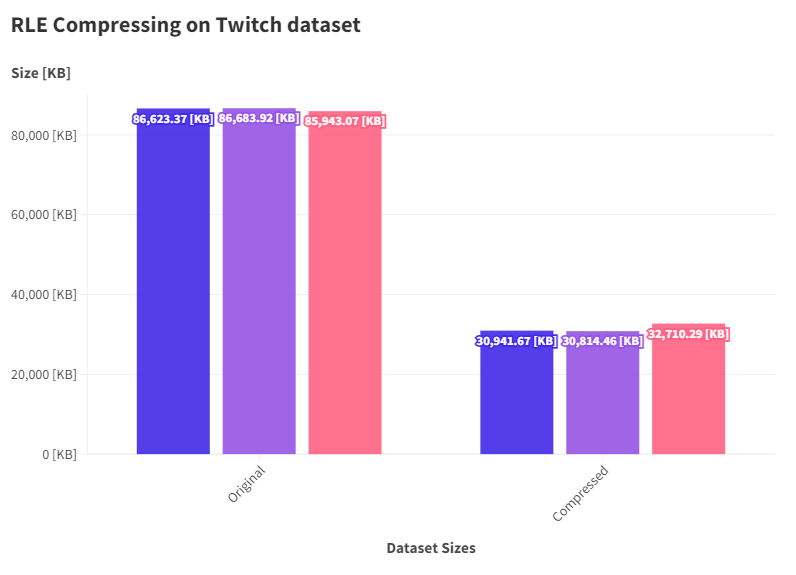 RLE Compressing on Twitch dataset
Size [KB]
86,623.37 [KB] 86,683.92 [KB] 85,943.07 [KB]
80,000 [KB]
60,000 [KB]
40,000 [KB]
30,941.67 [KB] 30,814.46 [KB] 32,710.29 [KB]
20,000 [KB]
0 [KB]
Original Compressed
Dataset Sizes